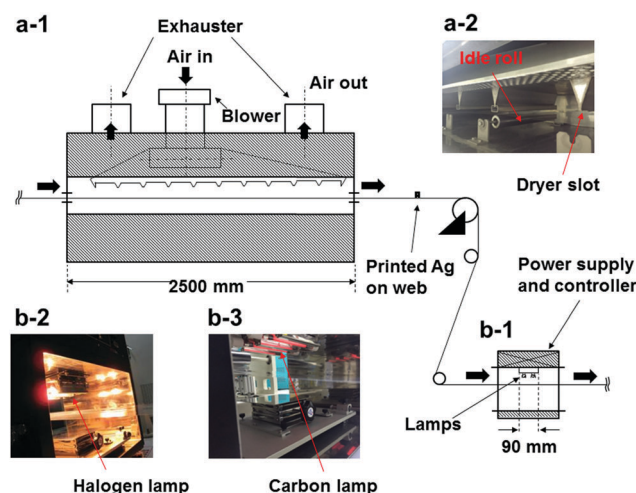 a-1
Exhauster
Air in
Air out
Blower
a-2
Idle roll
Dryer slot
2500 mm
Printed Ag
on web
Power supply
and controller
b-1
Lamps
90 mm
b-2
Halogen lamp
b-3
Carbon lamp